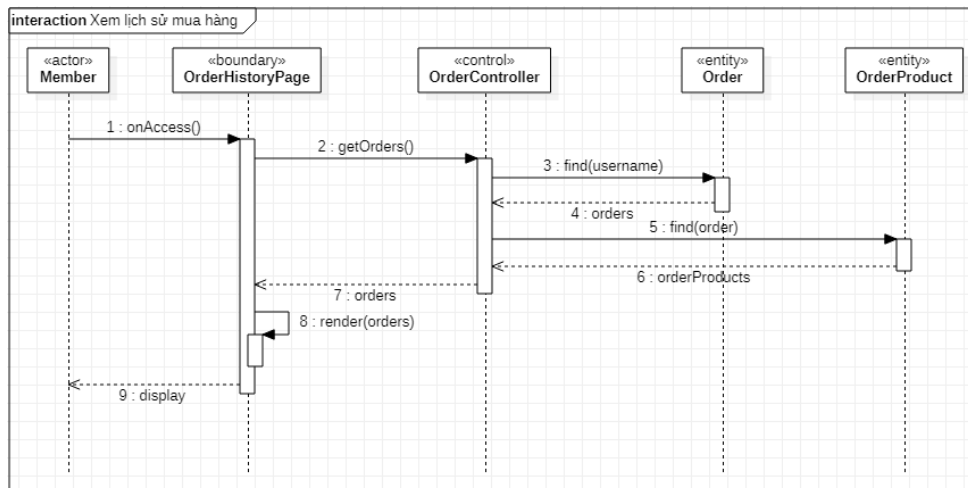 interaction Xem lịch sử mua hàng
«actor»
Member
«boundary»
OrderHistoryPage
«control»
OrderController
«entity»
Order
«entity»
OrderProduct
1 : onAccess()
2 : getOrders()
3 : find(username)
4 : orders
5 : find(order)
6 : orderProducts
7 : orders
8 : render(orders)
9 : display